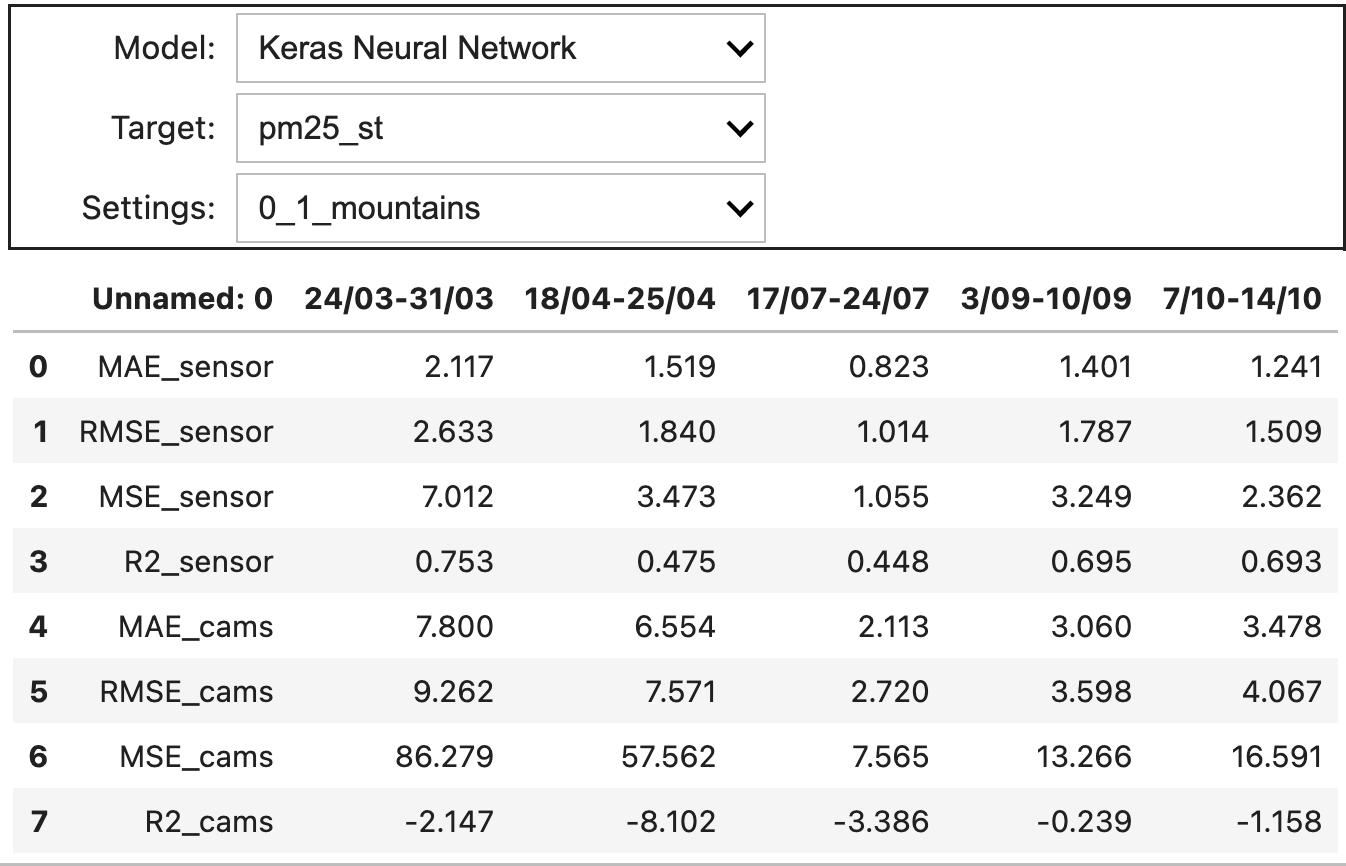 Model: Keras Neural Network
Target: pm25_st
Settings: 0_1_mountains
Unnamed: 0 24/03-31/03 18/04-25/04 17/07-24/07 3/09-10/09 7/10-14/10
0 MAE_sensor 2.117 1.519 0.823 1.401 1.241
1 RMSE_sensor 2.633 1.840 1.014 1.787 1.509
2 MSE_sensor 7.012 3.473 1.055 3.249 2.362
3 R2_sensor 0.753 0.475 0.448 0.695 0.693
4 MAE_cams 7.800 6.554 2.113 3.060 3.478
5 RMSE_cams 9.262 7.571 2.720 3.598 4.067
6 MSE_cams 86.279 57.562 7.565 13.266 16.591
7 R2_cams -2.147 -8.102 -3.386 -0.239 -1.158